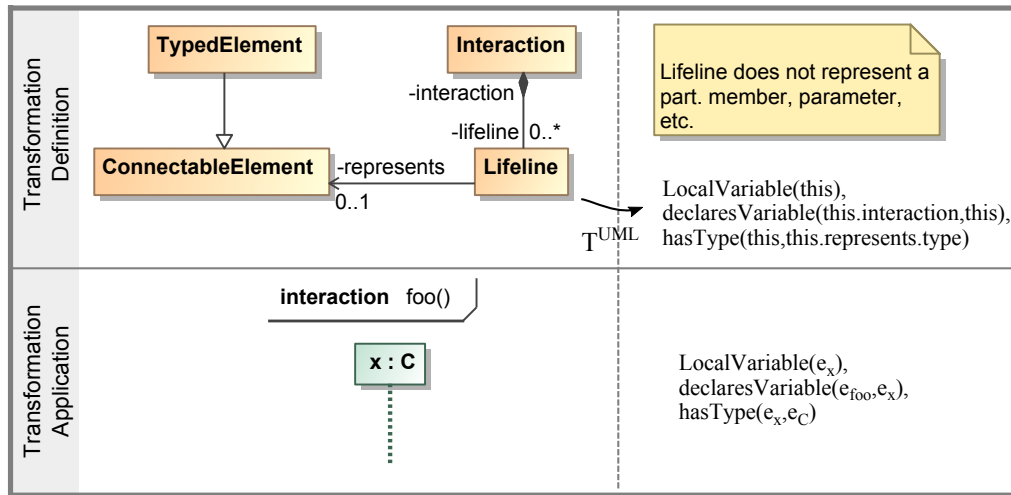 Transformation
Definition
TypedElement
Interaction
-interaction
-lifeline 0..*
ConnectableElement
-represents
0..1
Lifeline
Lifeline does not represent a
part. member, parameter,
etc.
T^UML
LocalVariable(this),
declaresVariable(this.interaction,this),
hasType(this,this.represents.type)
Transformation
Application
interaction foo()
x : C
LocalVariable(e_x),
declaresVariable(e_foo,e_x),
hasType(e_x,e_C)